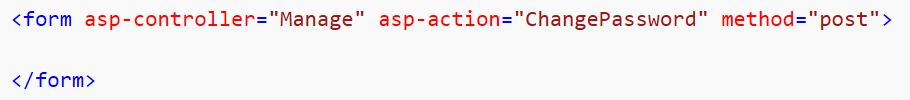 <form asp-controller="Manage" asp-action="ChangePassword" method="post">
</form>